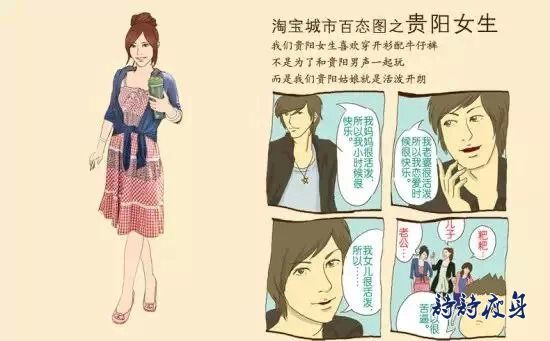 淘宝城市百态图之贵阳女生
我们贵阳女生喜欢穿开衫配牛仔裤
不是为了和贵阳男声一起玩
而是我们贵阳姑娘就是活泼开朗
我妈妈很活泼,
所以我小时候很
快乐。
我老婆很活泼
所以我恋爱时
候很快乐。
我女儿很活泼,
所以……
老公…
儿子
粑粑…
很
苦逼。